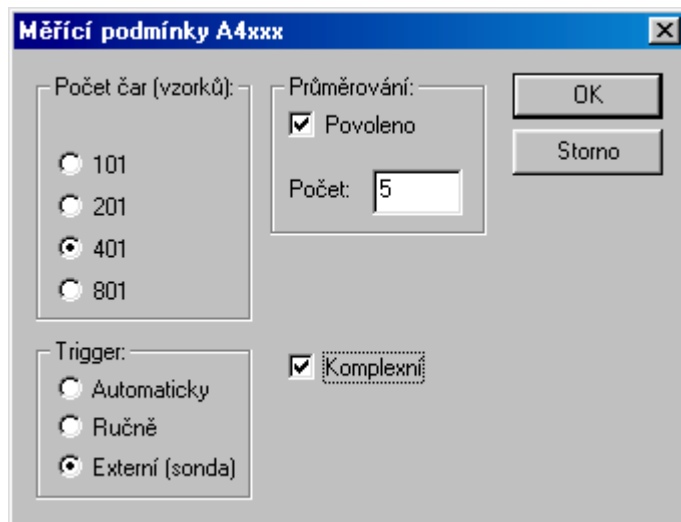 Měřící podmínky A4xxx
Počet čar (vzorků):
101
201
401
801
Průměrování:
Povoleno
Počet: 5
OK
Storno
Trigger:
Automaticky
Ručně
Externí (sonda)
Komplexní